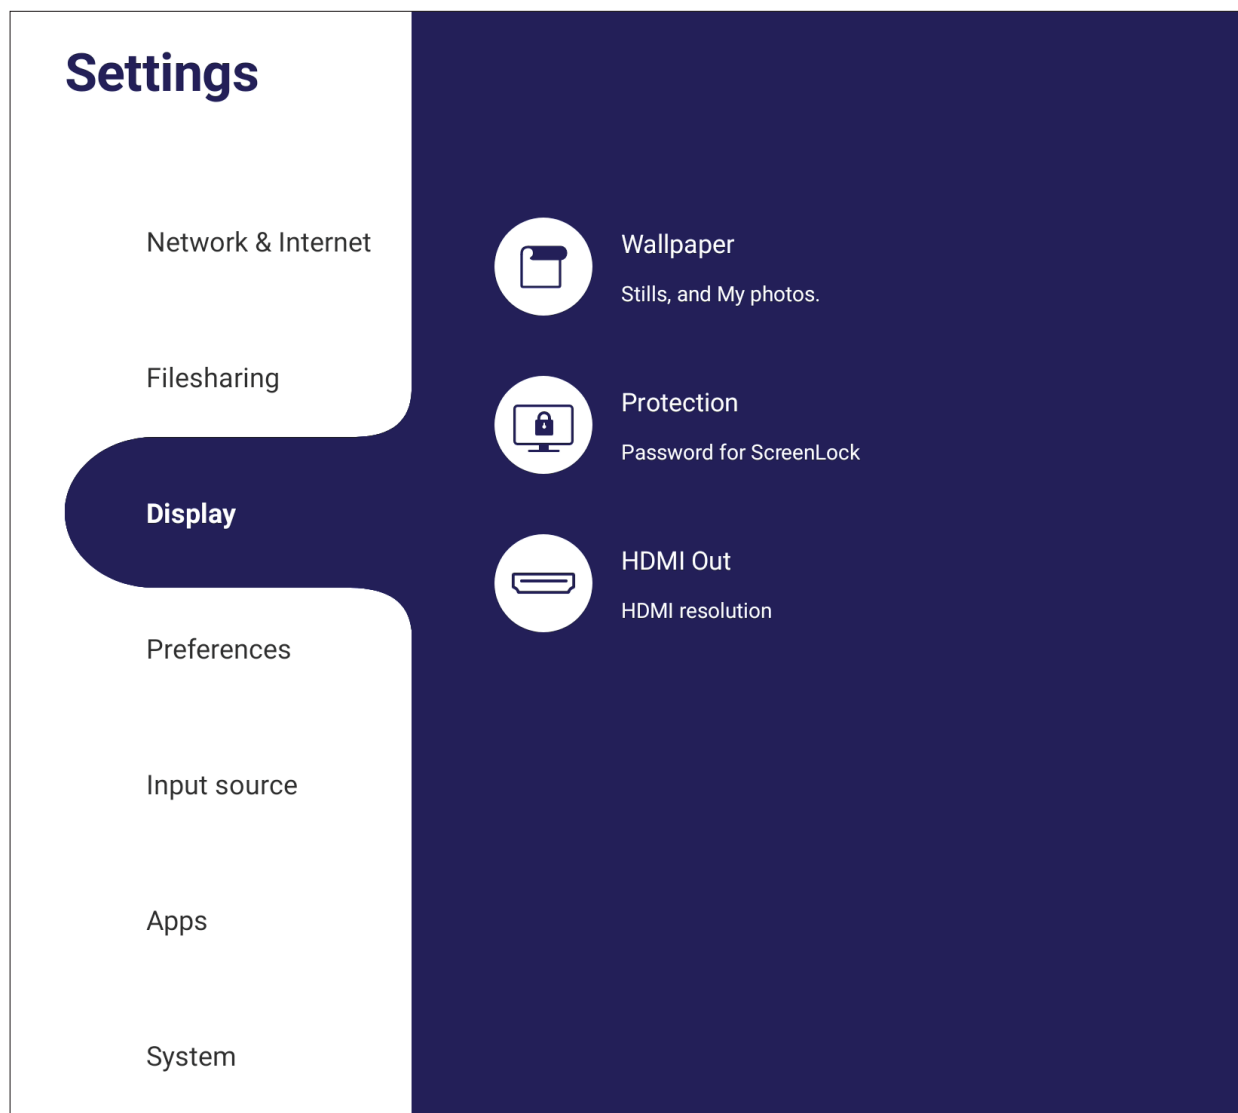 Settings
Network & Internet
Filesharing
Display
Preferences
Input source
Apps
System
Wallpaper
Stills, and My photos.
Protection
Password for ScreenLock
HDMI Out
HDMI resolution